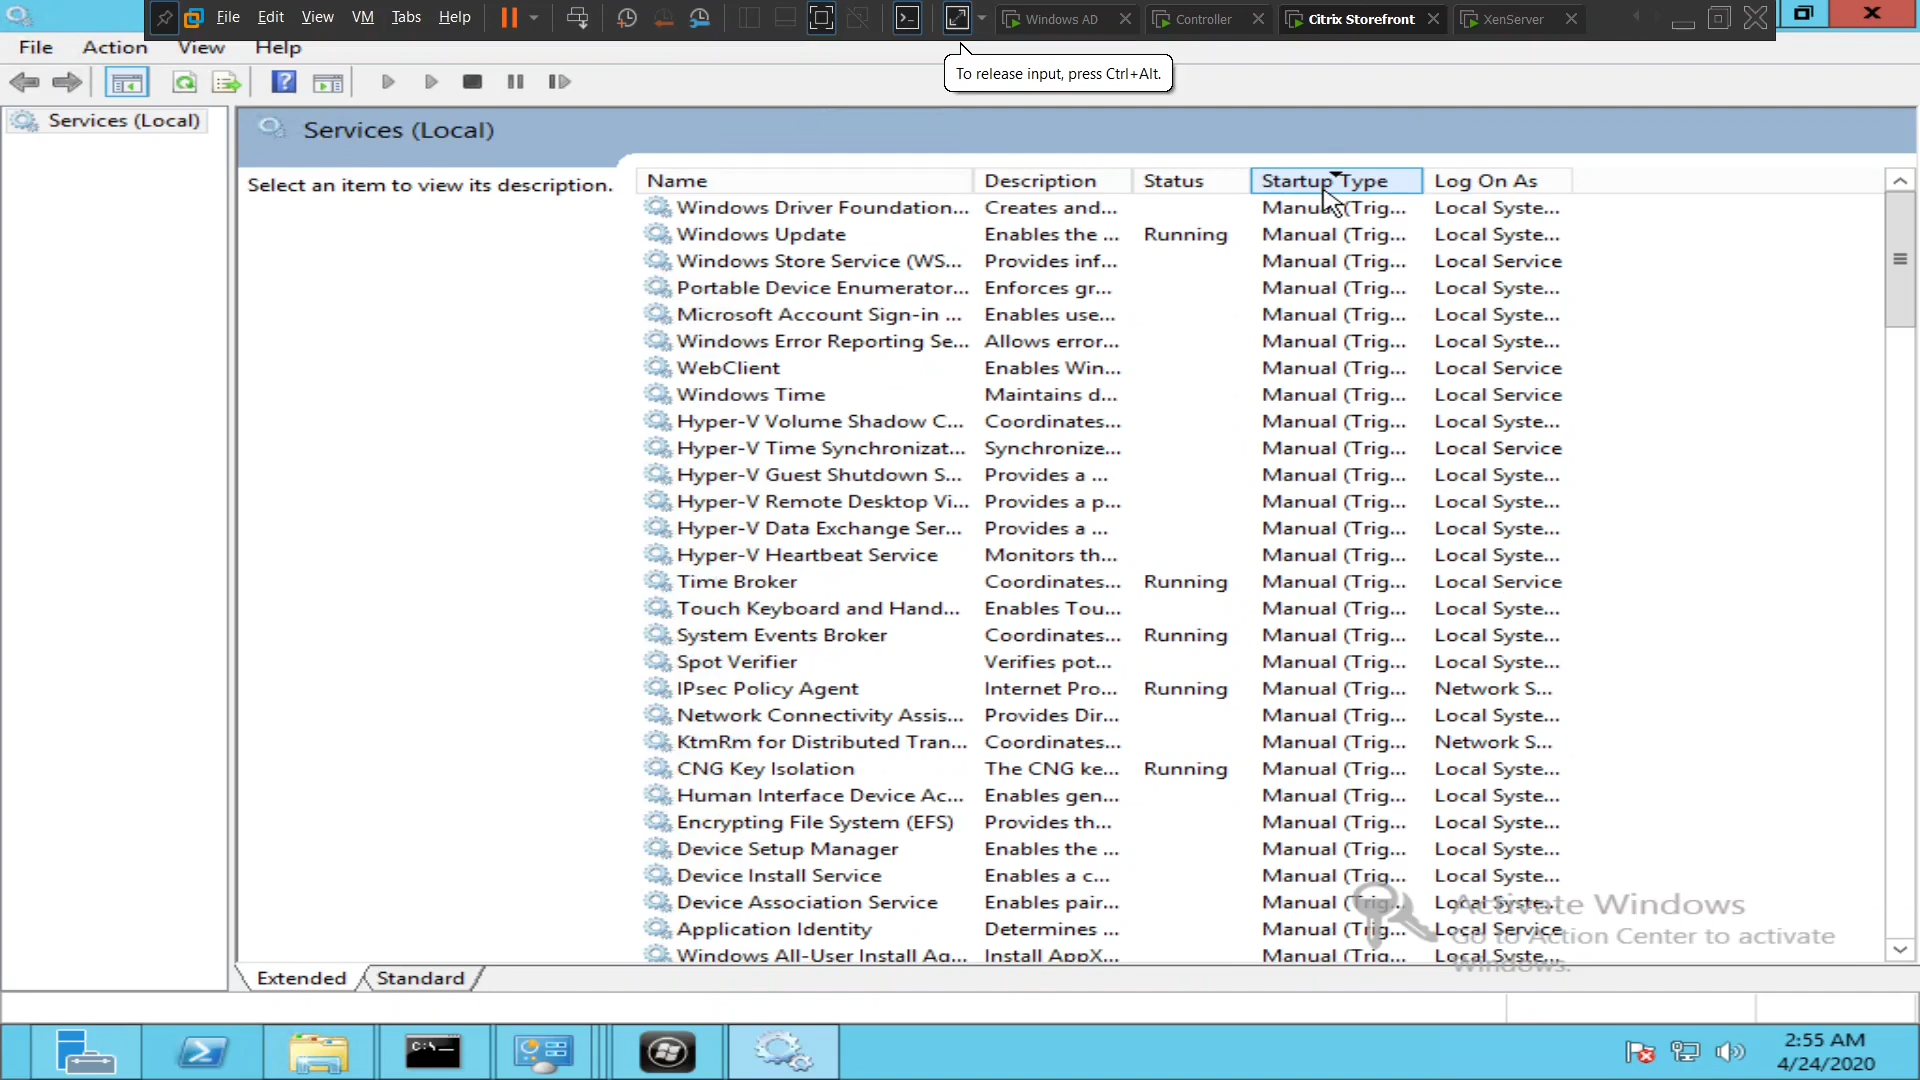 File Edit View VM Tabs Help Windows AD Controller Citrix Storefront XenServer
File Action View Help
To release input, press Ctrl+Alt.
Services (Local)
Services (Local)
Select an item to view its description.
Name Description Status Startup Type Log On As
Windows Driver Foundation... Creates and... Manual (Trig... Local Syste...
Windows Update Enables the ... Running Manual (Trig... Local Syste...
Windows Store Service (WS... Provides inf... Manual (Trig... Local Service
Portable Device Enumerator... Enforces gr... Manual (Trig... Local Syste...
Microsoft Account Sign-in ... Enables use... Manual (Trig... Local Syste...
Windows Error Reporting Se... Allows error... Manual (Trig... Local Syste...
WebClient Enables Win... Manual (Trig... Local Service
Windows Time Maintains d... Manual (Trig... Local Service
Hyper-V Volume Shadow C... Coordinates... Manual (Trig... Local Syste...
Hyper-V Time Synchronizat... Synchronize... Manual (Trig... Local Service
Hyper-V Guest Shutdown S... Provides a ... Manual (Trig... Local Syste...
Hyper-V Remote Desktop Vi... Provides a p... Manual (Trig... Local Syste...
Hyper-V Data Exchange Ser... Provides a ... Manual (Trig... Local Syste...
Hyper-V Heartbeat Service Monitors th... Manual (Trig... Local Syste...
Time Broker Coordinates... Running Manual (Trig... Local Service
Touch Keyboard and Hand... Enables Tou... Manual (Trig... Local Syste...
System Events Broker Coordinates... Running Manual (Trig... Local Syste...
Spot Verifier Verifies pot... Manual (Trig... Local Syste...
IPsec Policy Agent Internet Pro... Running Manual (Trig... Network S...
Network Connectivity Assis... Provides Dir... Manual (Trig... Local Syste...
KtmRm for Distributed Tran... Coordinates... Manual (Trig... Network S...
CNG Key Isolation The CNG ke... Running Manual (Trig... Local Syste...
Human Interface Device Ac... Enables gen... Manual (Trig... Local Syste...
Encrypting File System (EFS) Provides th... Manual (Trig... Local Syste...
Device Setup Manager Enables the ... Manual (Trig... Local Syste...
Device Install Service Enables a c... Manual (Trig... Local Syste...
Device Association Service Enables pair... Manual (Trig... Local Syste...
Application Identity Determines ... Manual (Trig... Local Service
Windows All-User Install Ag... Install AppX... Manual (Trig... Local Syste...
Activate Windows
Go to Action Center to activate
Windows.
Extended Standard
C:\
2:55 AM
4/24/2020